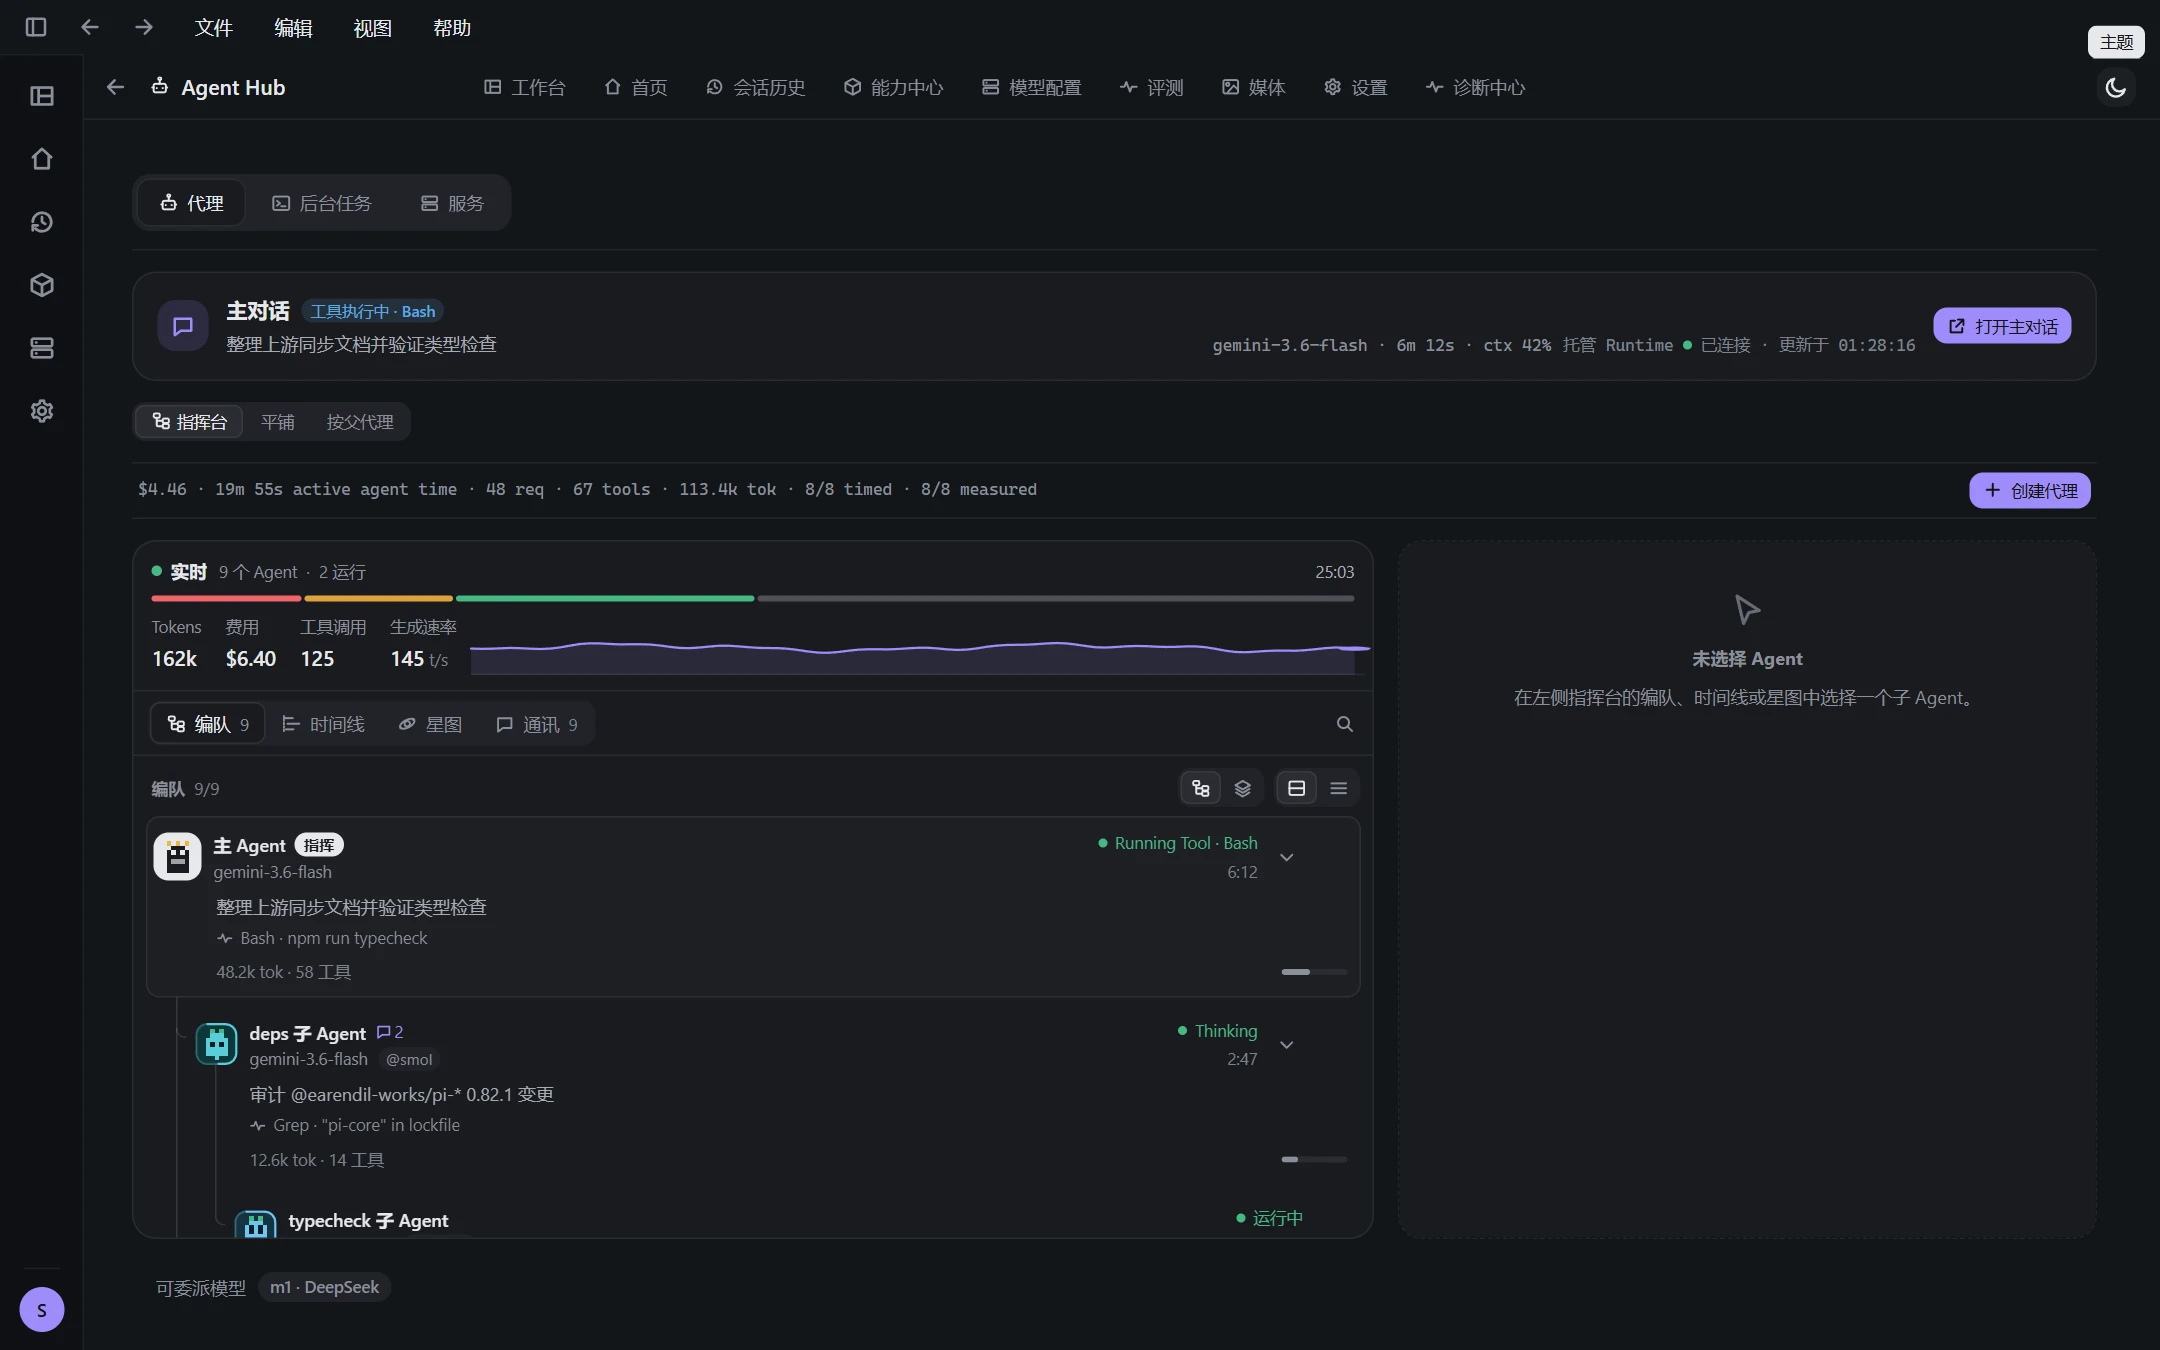 文件 编辑 视图 帮助
主题
Agent Hub 工作台 首页 会话历史 能力中心 模型配置 评测 媒体 设置 诊断中心
代理 后台任务 服务
主对话 工具执行中 · Bash
整理上游同步文档并验证类型检查
gemini-3.6-flash · 6m 12s · ctx 42% 托管 Runtime 已连接 · 更新于 01:28:16
打开主对话
指挥台 平铺 按父代理
$4.46 · 19m 55s active agent time · 48 req · 67 tools · 113.4k tok · 8/8 timed · 8/8 measured
创建代理
实时 9 个 Agent · 2 运行 25:03
Tokens 费用 工具调用 生成速率
162k $6.40 125 145 t/s
编队 9 时间线 星图 通讯 9
编队 9/9
主 Agent 指挥 Running Tool · Bash
gemini-3.6-flash 6:12
整理上游同步文档并验证类型检查
Bash · npm run typecheck
48.2k tok · 58 工具
deps 子 Agent 2 Thinking
gemini-3.6-flash @smol 2:47
审计 @earendil-works/pi-* 0.82.1 变更
Grep · "pi-core" in lockfile
12.6k tok · 14 工具
typecheck 子 Agent 运行中
未选择 Agent
在左侧指挥台的编队、时间线或星图中选择一个子 Agent。
可委派模型 m1 · DeepSeek
S